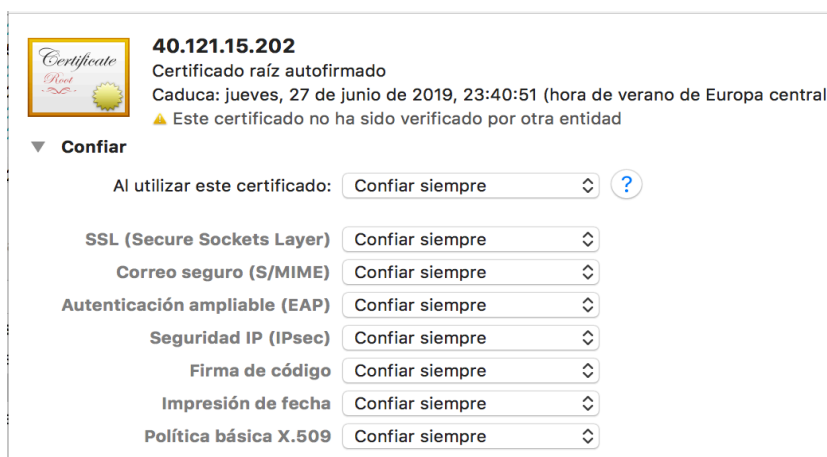 Certificate
Root
40.121.15.202
Certificado raíz autofirmado
Caduca: jueves, 27 de junio de 2019, 23:40:51 (hora de verano de Europa central
Este certificado no ha sido verificado por otra entidad
Confiar
Al utilizar este certificado: Confiar siempre ?
SSL (Secure Sockets Layer) Confiar siempre
Correo seguro (S/MIME) Confiar siempre
Autenticación ampliable (EAP) Confiar siempre
Seguridad IP (IPsec) Confiar siempre
Firma de código Confiar siempre
Impresión de fecha Confiar siempre
Política básica X.509 Confiar siempre